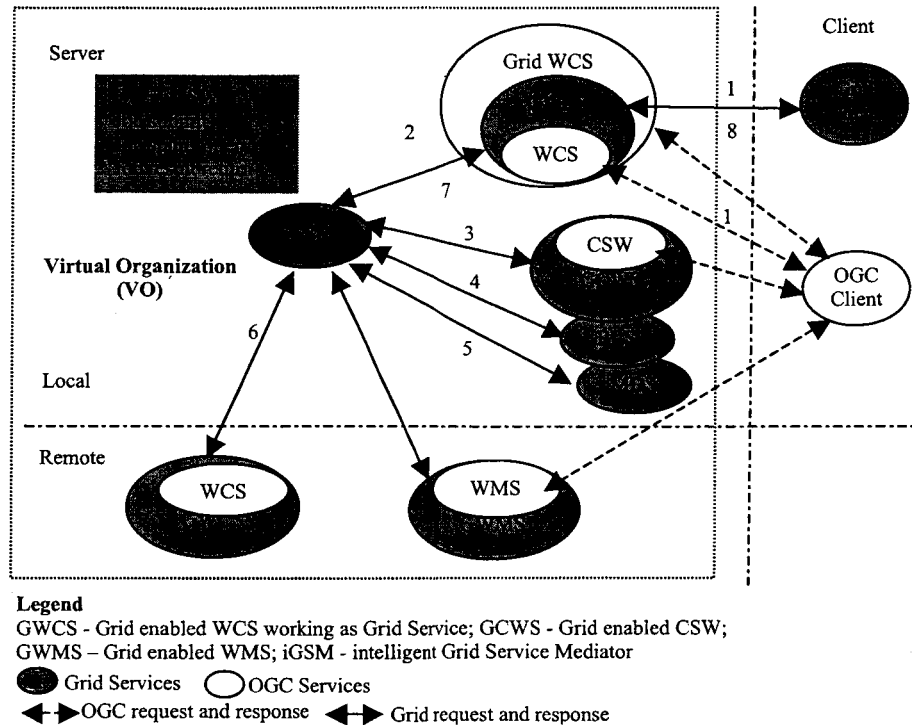 Server
Client
Grid WCS
1
2
8
WCS
7
1
3
CSW
Virtual Organization
(VO)
4
OGC
Client
6
5
Local
Remote
WCS
WMS
Legend
GWCS - Grid enabled WCS working as Grid Service; GCWS - Grid enabled CSW;
GWMS – Grid enabled WMS; iGSM - intelligent Grid Service Mediator
Grid Services OGC Services
OGC request and response Grid request and response